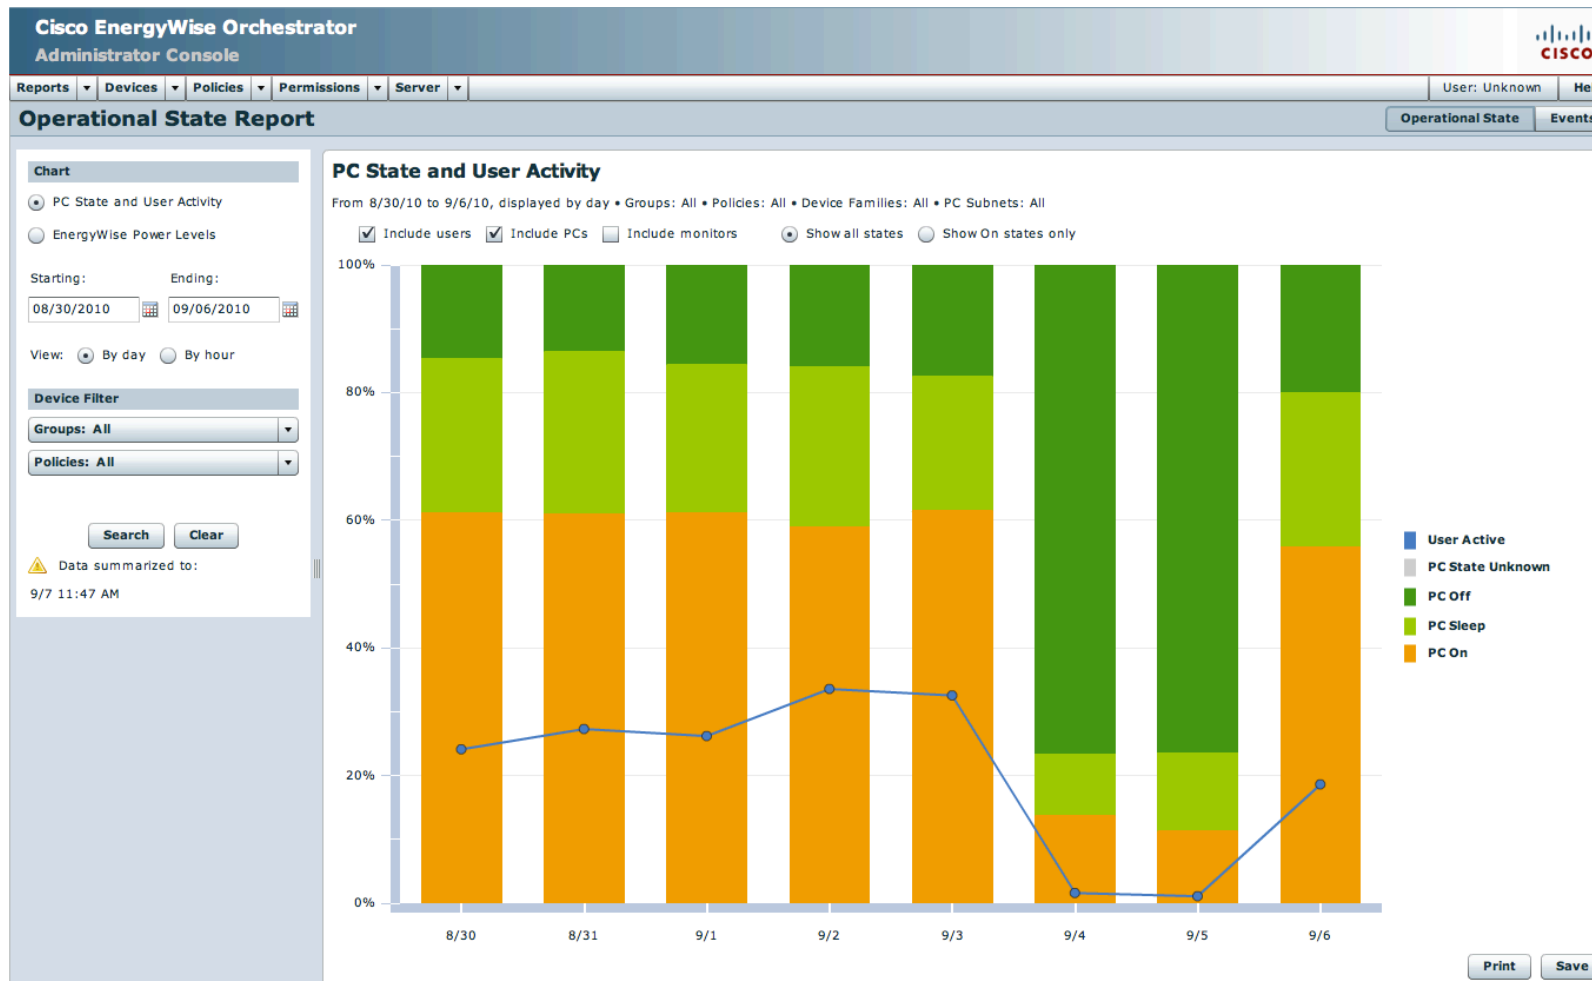 Cisco EnergyWise Orchestrator
Administrator Console
CISCO
Reports Devices Policies Permissions Server User: Unknown
Operational State Report Operational State Events
Chart
PC State and User Activity
EnergyWise Power Levels
Starting: Ending:
08/30/2010 09/06/2010
View: By day By hour
Device Filter
Groups: All
Policies: All
Search Clear
Data summarized to:
9/7 11:47 AM
PC State and User Activity
From 8/30/10 to 9/6/10, displayed by day • Groups: All • Policies: All • Device Families: All • PC Subnets: All
Include users Include PCs Include monitors Show all states Show On states only
100%
80%
60%
40%
20%
0%
8/30 8/31 9/1 9/2 9/3 9/4 9/5 9/6
User Active
PC State Unknown
PC Off
PC Sleep
PC On
Print Save